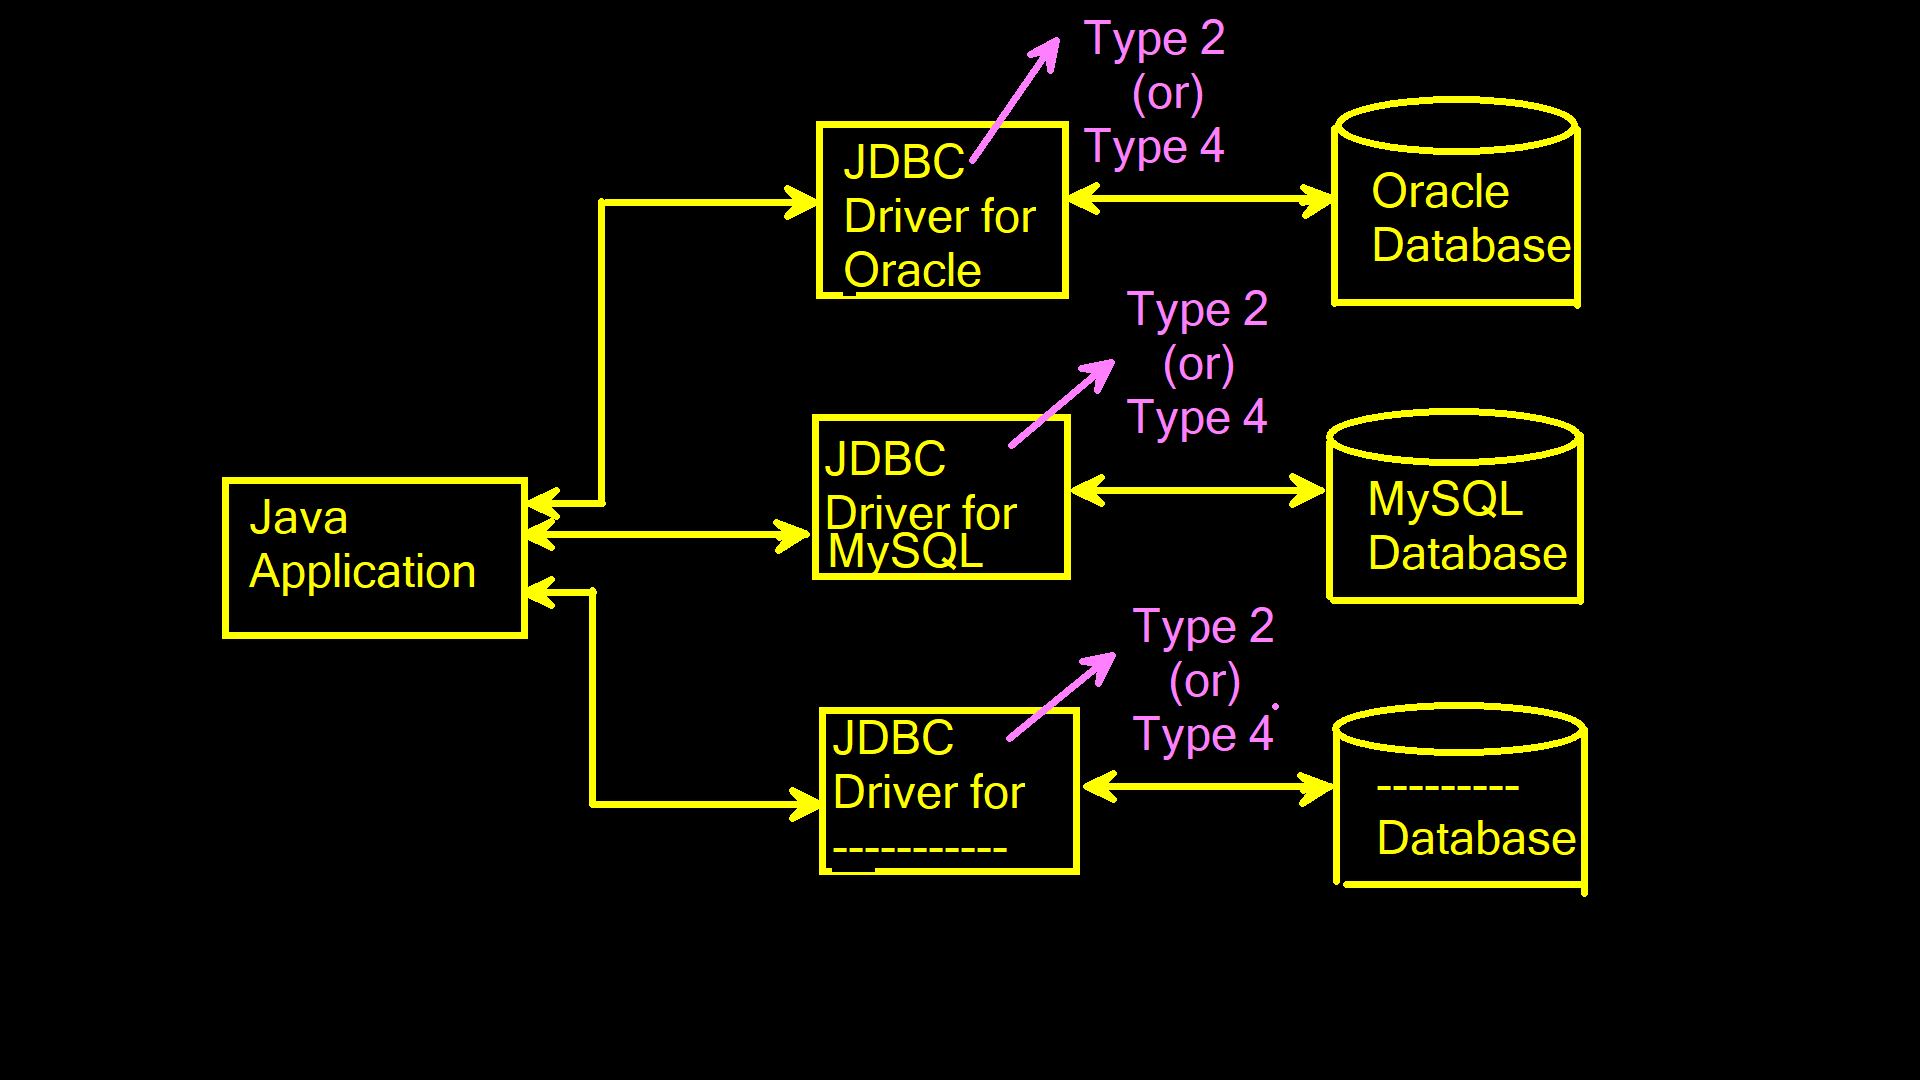 Type 2
(or)
Type 4
JDBC
Driver for
Oracle
Oracle
Database
Type 2
(or)
Type 4
JDBC
Driver for
MySQL
MySQL
Database
Java
Application
Type 2
(or)
Type 4
JDBC
Driver for
-----------
---------
Database